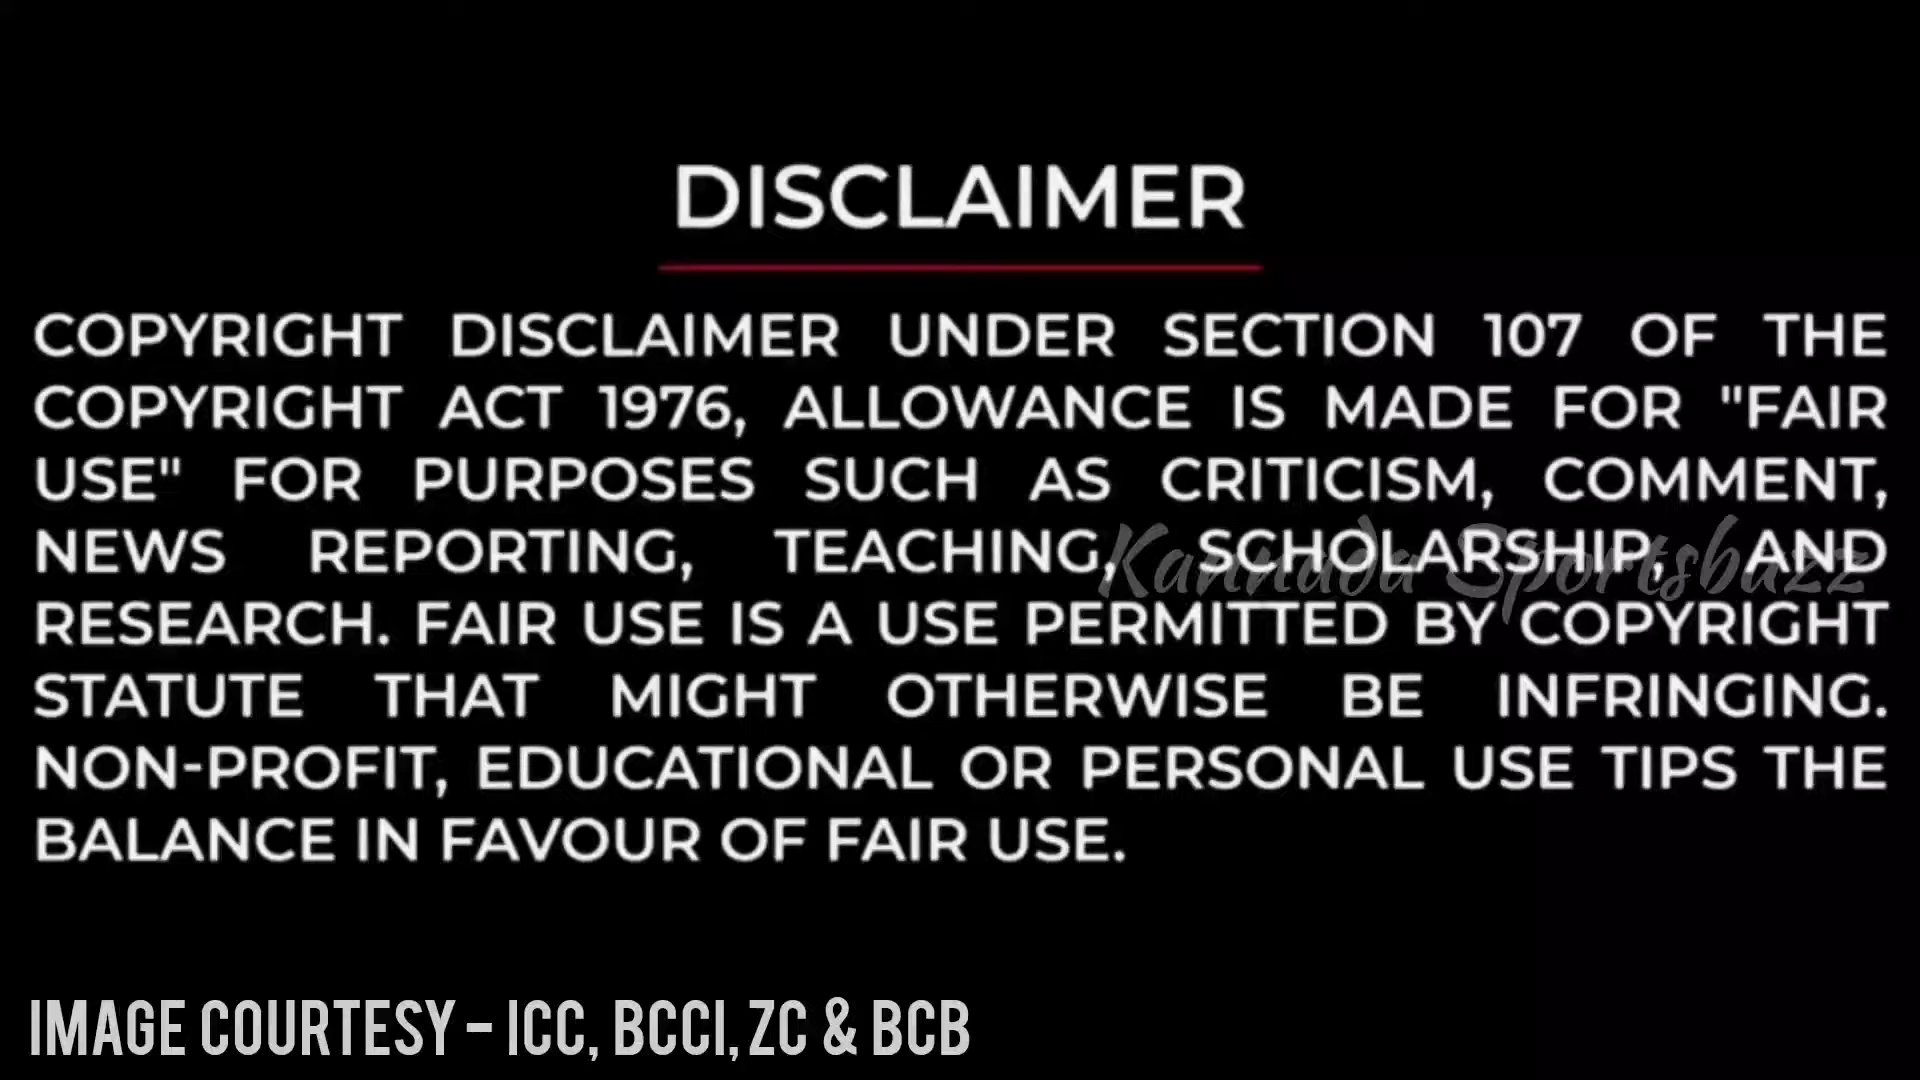 DISCLAIMER
COPYRIGHT DISCLAIMER UNDER SECTION 107 OF THE
COPYRIGHT ACT 1976, ALLOWANCE IS MADE FOR "FAIR
USE" FOR PURPOSES SUCH AS CRITICISM, COMMENT,
NEWS REPORTING, TEACHING, SCHOLARSHIP, AND
Kannada Sportsbuzz
RESEARCH. FAIR USE IS A USE PERMITTED BY COPYRIGHT
STATUTE THAT MIGHT OTHERWISE BE INFRINGING.
NON-PROFIT, EDUCATIONAL OR PERSONAL USE TIPS THE
BALANCE IN FAVOUR OF FAIR USE.
IMAGE COURTESY – ICC, BCCI, ZC & BCB